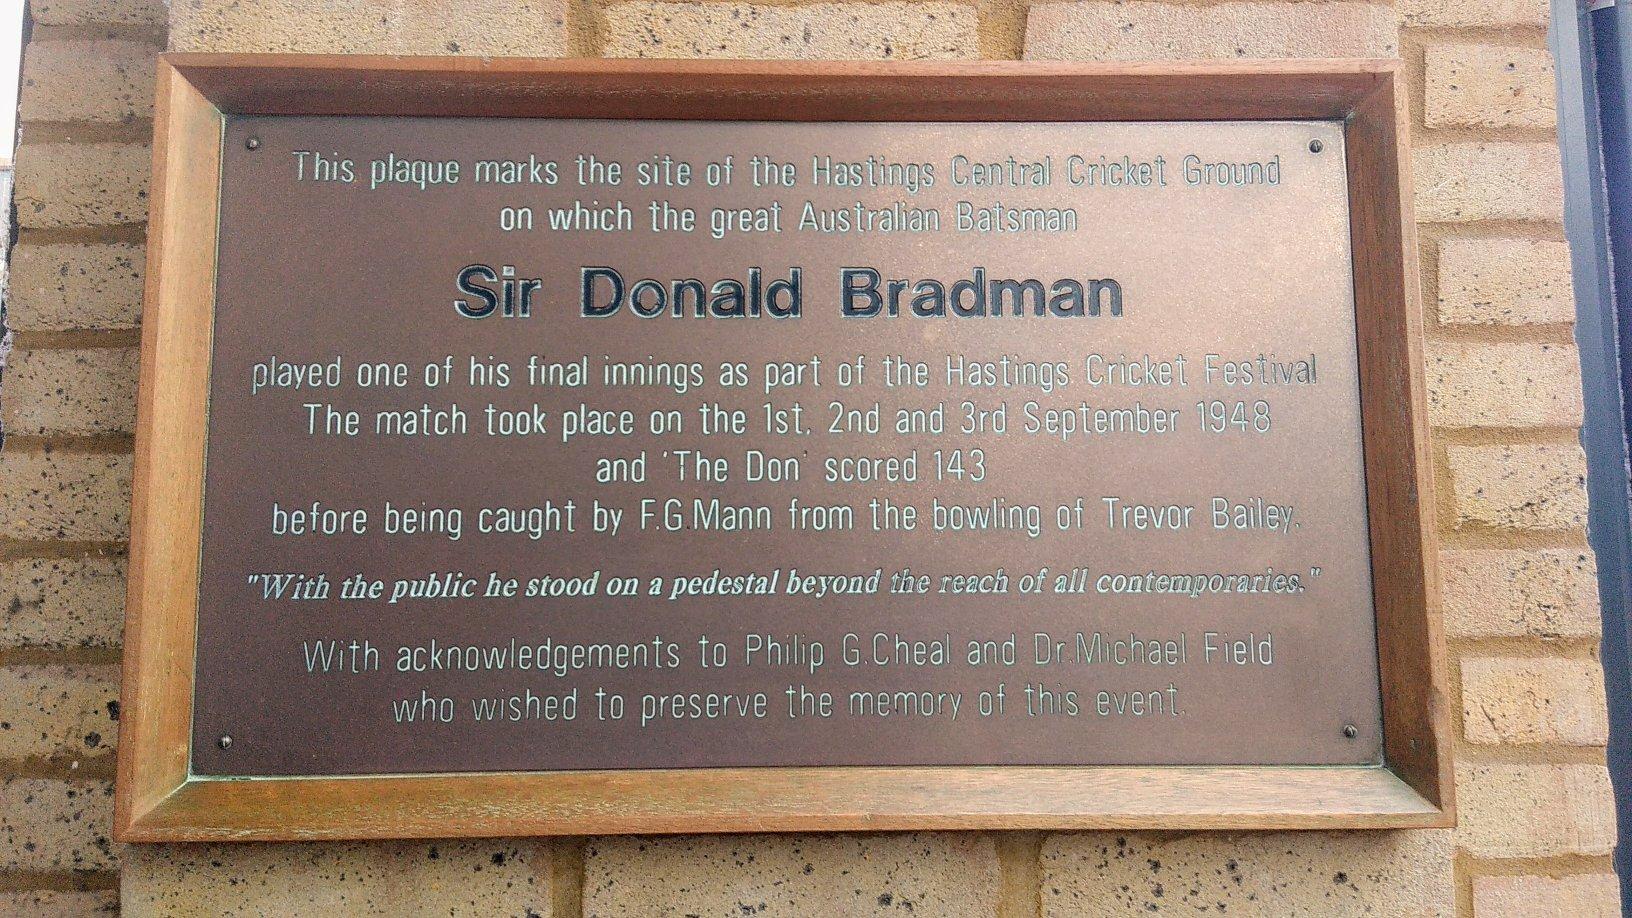 This plaque marks the site of the Hastings Central Cricket Ground
on which the great Australian Batsman
Sir Donald Bradman
played one of his final innings as part of the Hastings Cricket Festival
The match took place on the 1st, 2nd and 3rd September 1948
and 'The Don' scored 143
before being caught by F.G.Mann from the bowling of Trevor Bailey.
"With the public he stood on a pedestal beyond the reach of all contemporaries."
With acknowledgements to Philip G.Cheal and Dr.Michael Field
who wished to preserve the memory of this event.